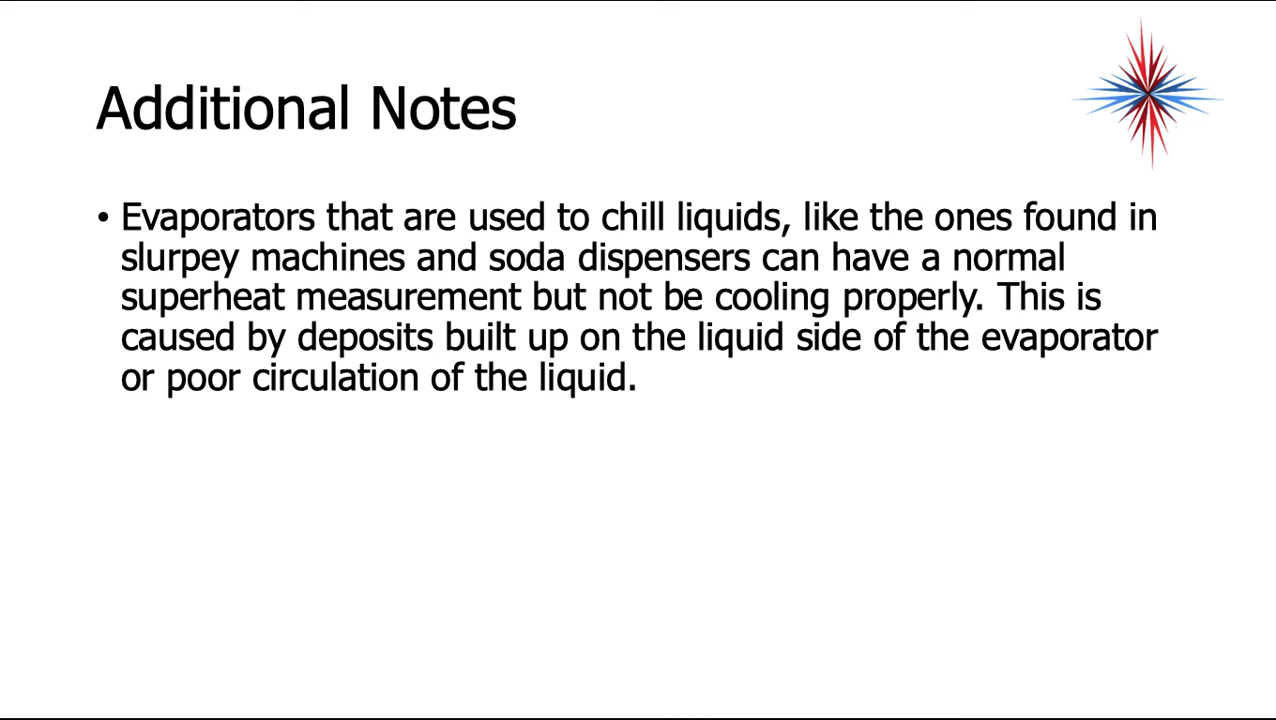 Additional Notes
• Evaporators that are used to chill liquids, like the ones found in
slurpey machines and soda dispensers can have a normal
superheat measurement but not be cooling properly. This is
caused by deposits built up on the liquid side of the evaporator
or poor circulation of the liquid.